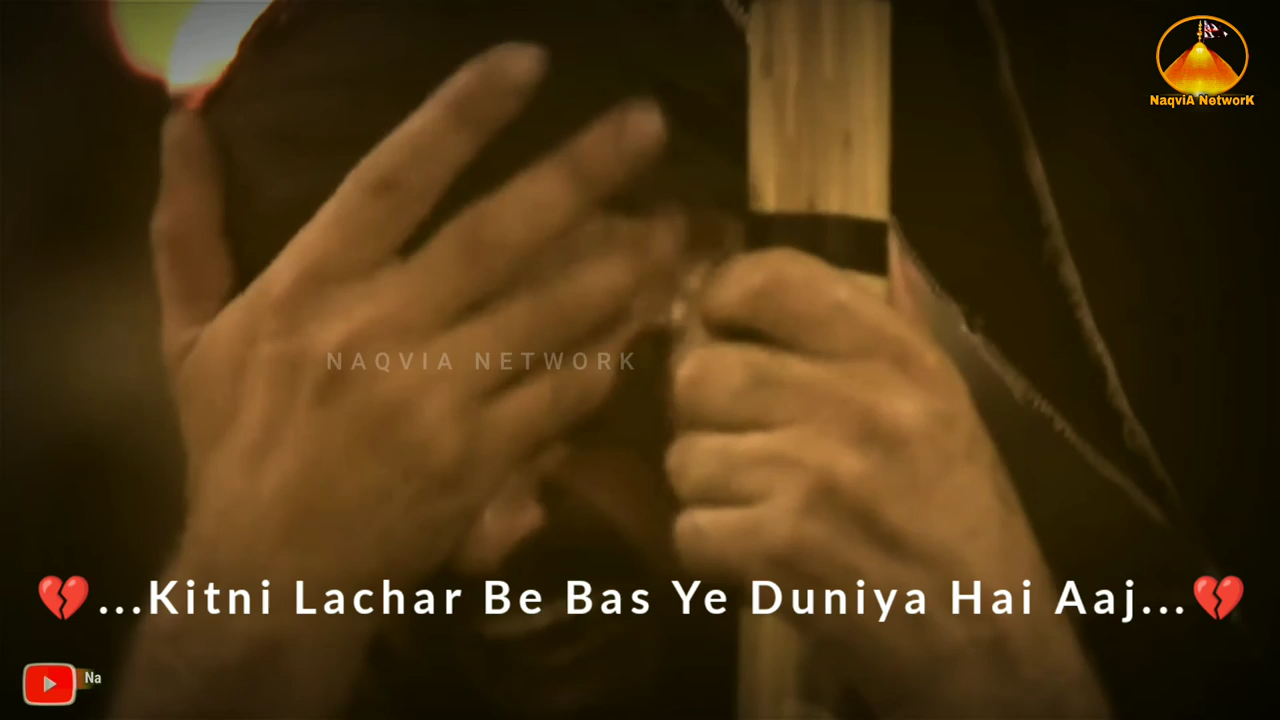 NaqviA NetworK
NAQVIA NETWORK
💔...Kitni Lachar Be Bas Ye Duniya Hai Aaj...💔
Na